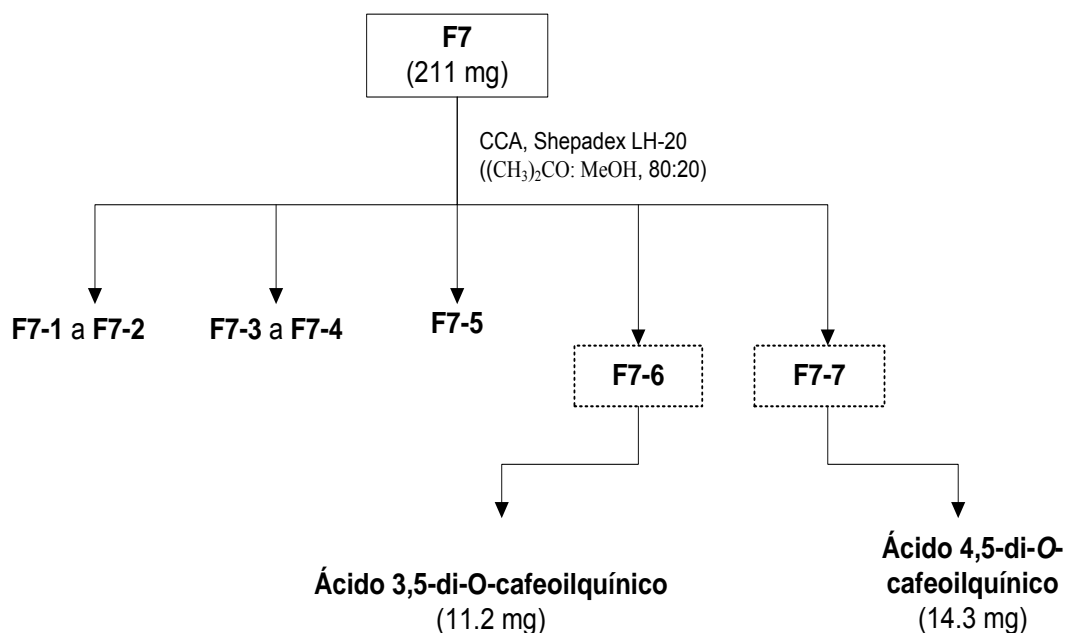 F7
(211 mg)
CCA, Shepadex LH-20
((CH₃)₂CO: MeOH, 80:20)
F7-1 a F7-2
F7-3 a F7-4
F7-5
F7-6
F7-7
Ácido 3,5-di-O-cafeoilquínico
(11.2 mg)
Ácido 4,5-di-O-
cafeoilquínico
(14.3 mg)